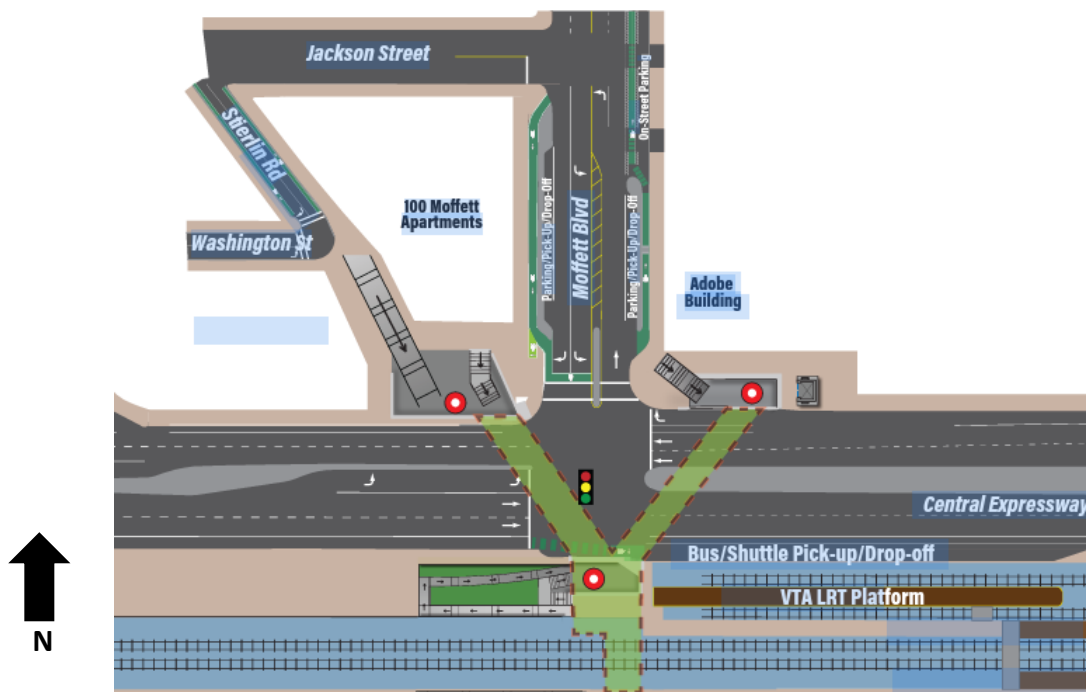 Jackson Street
On-Street Parking
Stierlin Rd
100 Moffett
Apartments
Parking/Pick-Up/Drop-Off
Moffett Blvd
Parking/Pick-Up/Drop-Off
Washington St
Adobe
Building
Central Expressway
Bus/Shuttle Pick-up/Drop-off
VTA LRT Platform
N